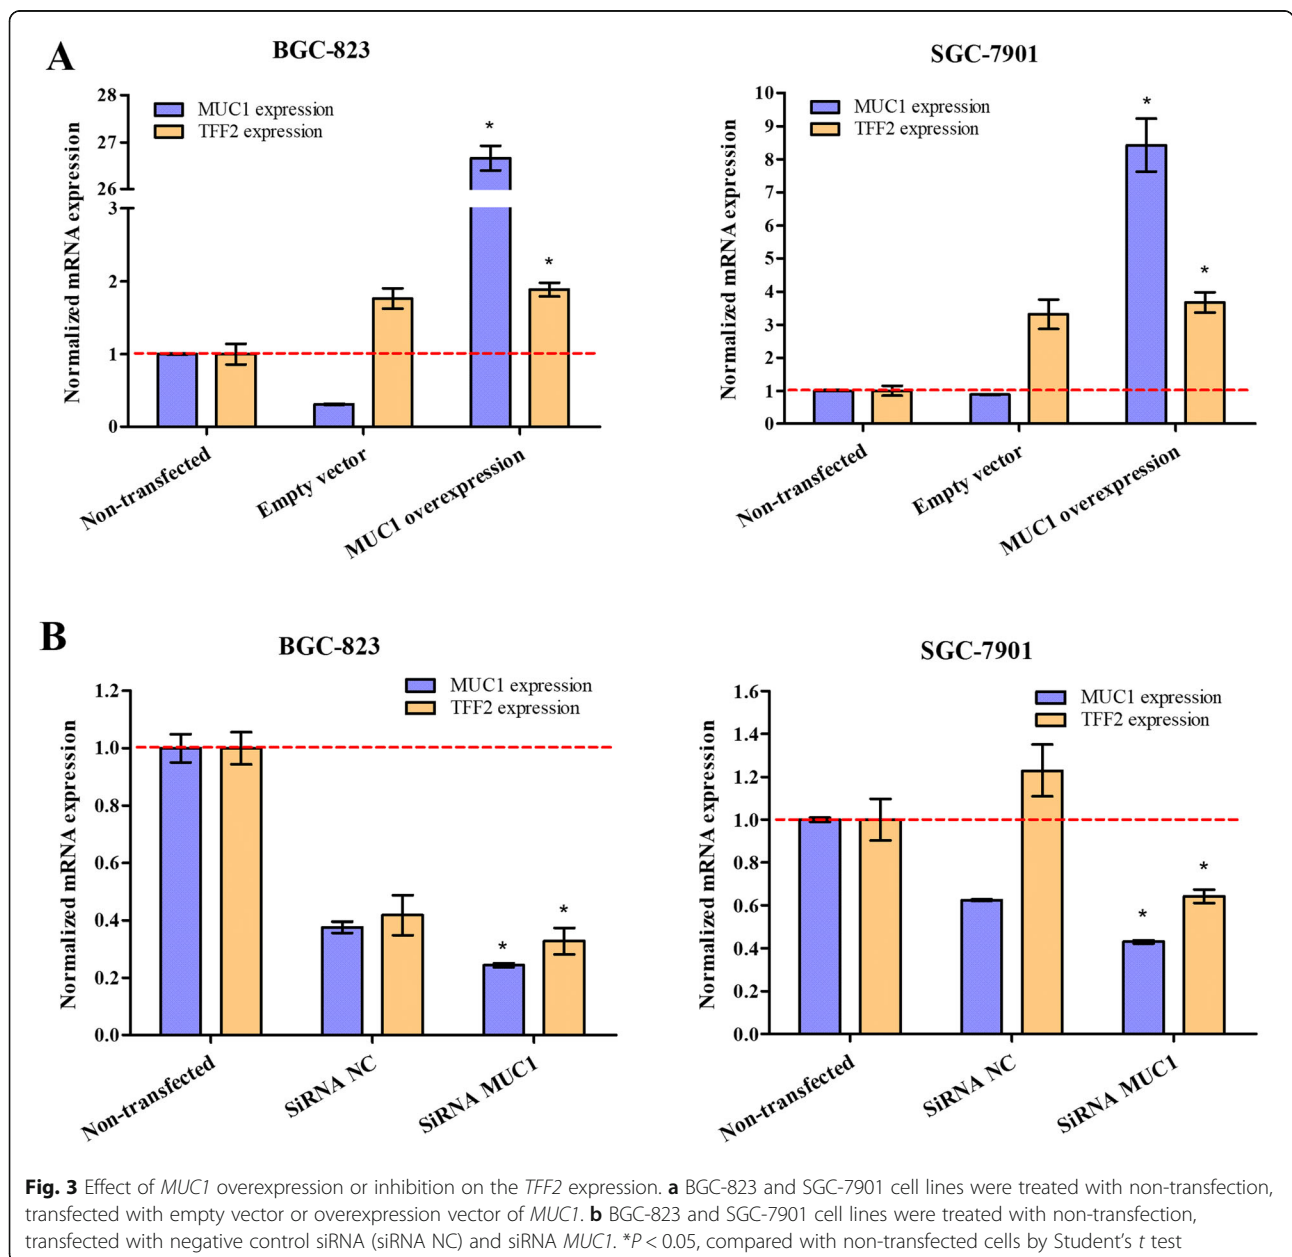 A
BGC-823
MUC1 expression
TFF2 expression
Normalized mRNA expression
28
27
26
3
2
1
0
*
*
Non-transfected
Empty vector
MUC1 overexpression
SGC-7901
MUC1 expression
TFF2 expression
Normalized mRNA expression
10
9
8
7
6
5
4
3
2
1
0
*
*
Non-transfected
Empty vector
MUC1 overexpression
B
BGC-823
MUC1 expression
TFF2 expression
Normalized mRNA expression
1.2
1.0
0.8
0.6
0.4
0.2
0.0
*
*
Non-transfected
SiRNA NC
SiRNA MUC1
SGC-7901
MUC1 expression
TFF2 expression
Normalized mRNA expression
1.6
1.4
1.2
1.0
0.8
0.6
0.4
0.2
0.0
*
*
Non-transfected
SiRNA NC
SiRNA MUC1
Fig. 3 Effect of MUC1 overexpression or inhibition on the TFF2 expression. a BGC-823 and SGC-7901 cell lines were treated with non-transfection,
transfected with empty vector or overexpression vector of MUC1. b BGC-823 and SGC-7901 cell lines were treated with non-transfection,
transfected with negative control siRNA (siRNA NC) and siRNA MUC1. *P < 0.05, compared with non-transfected cells by Student's t test